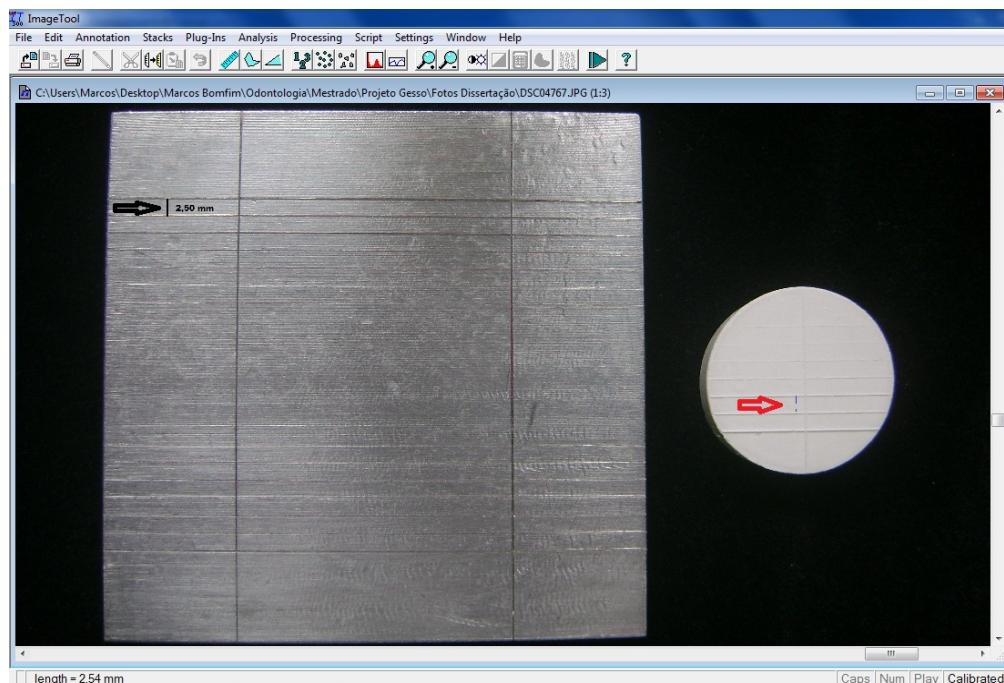 ImageTool
File Edit Annotation Stacks Plug-Ins Analysis Processing Script Settings Window Help
C:\Users\Marcos\Desktop\Marcos Bomfim\Odontologia\Mestrado\Projeto Gesso\Fotos Dissertação\DSC04767.JPG (1:3)
2,50 mm
length = 2.54 mm
Caps Num Play Calibrated